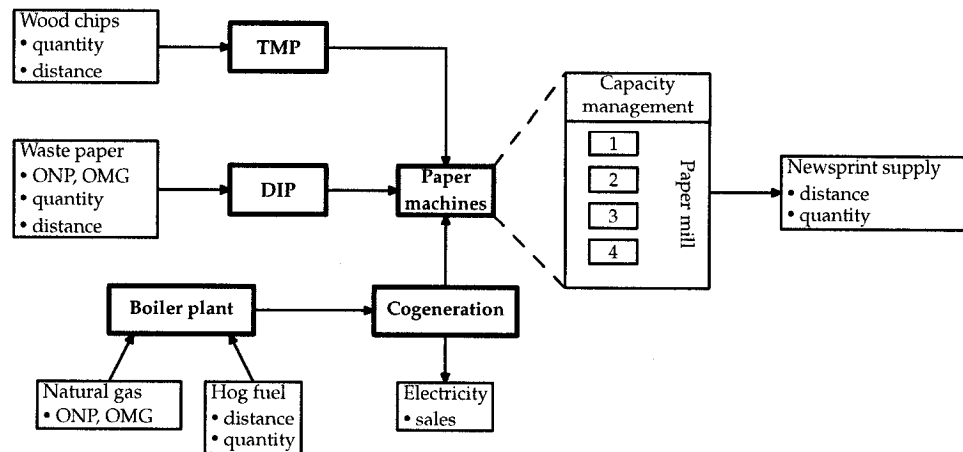 Wood chips
• quantity
• distance
TMP
Waste paper
• ONP, OMG
• quantity
• distance
DIP
Paper
machines
Capacity
management
1
2
3
4
Paper mill
Newsprint supply
• distance
• quantity
Boiler plant
Cogeneration
Natural gas
• ONP, OMG
Hog fuel
• distance
• quantity
Electricity
• sales